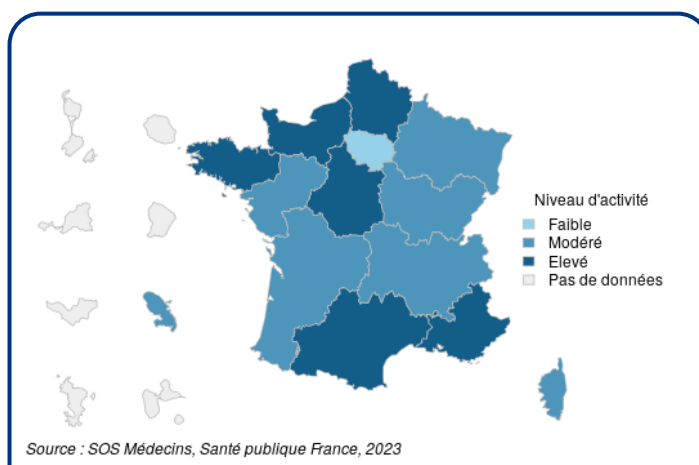 Niveau d'activité
Faible
Modéré
Elevé
Pas de données
Source : SOS Médecins, Santé publique France, 2023